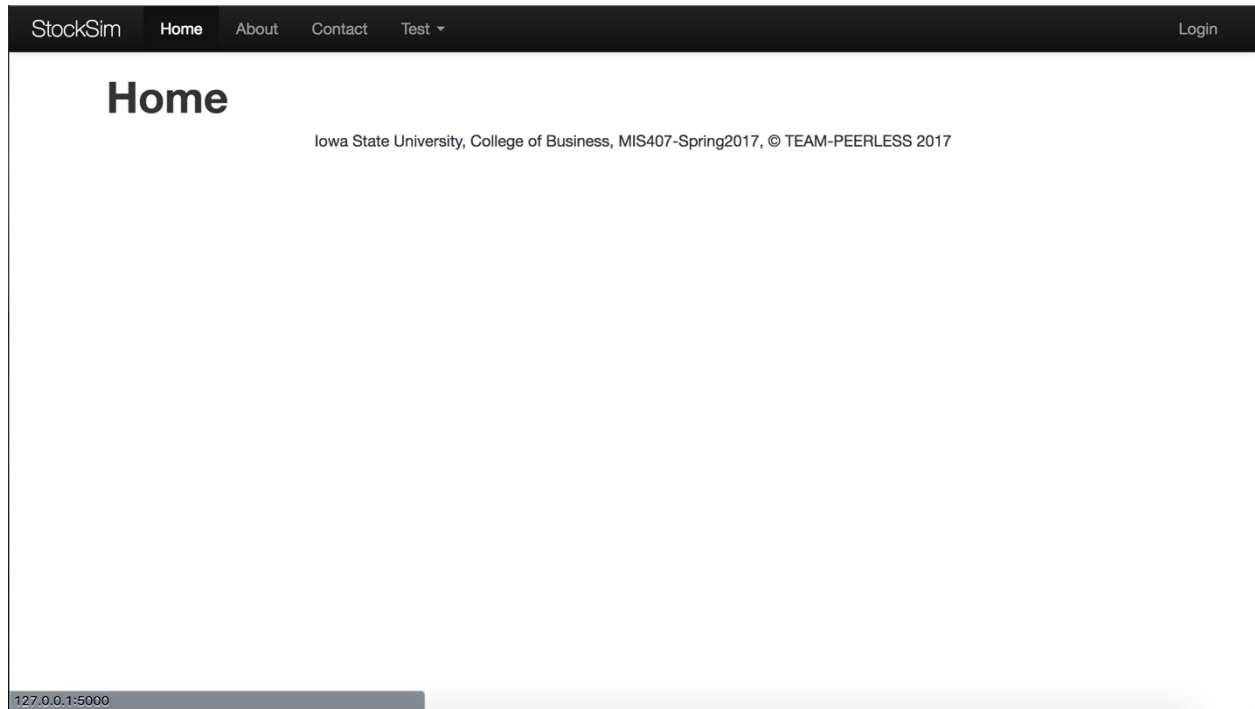 StockSim Home About Contact Test Login
Home
Iowa State University, College of Business, MIS407-Spring2017, © TEAM-PEERLESS 2017
127.0.0.1:5000